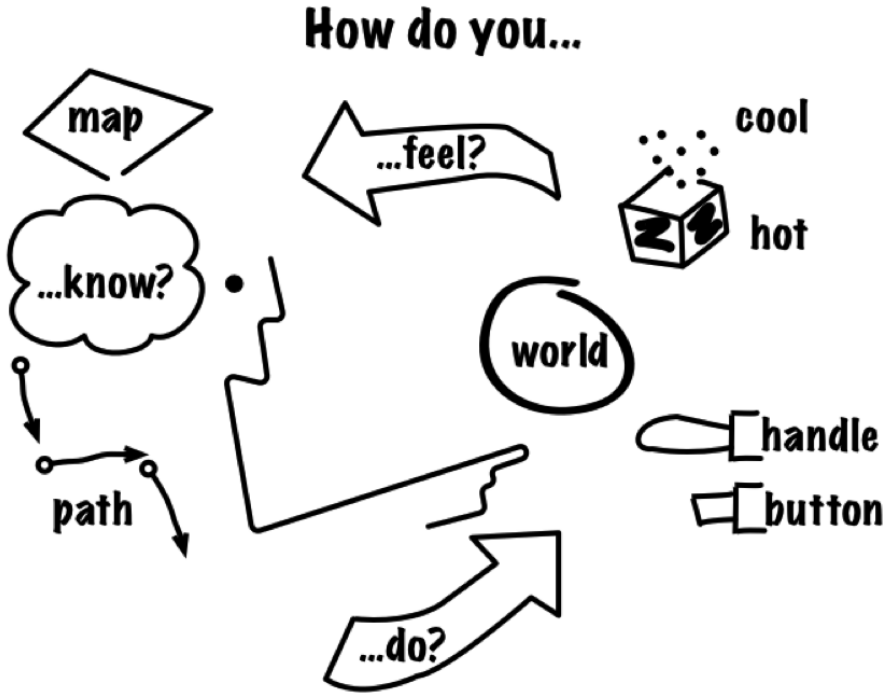 How do you...
map
...feel?
cool
hot
...know?
world
handle
path
button
...do?